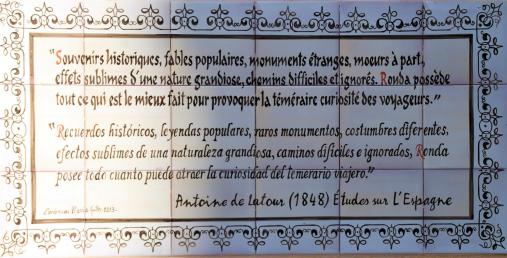 "Souvenirs historiques, fables populaires, monuments étranges, moeurs à part,
effets sublimes d'une nature grandiose, chemins difficiles et ignorés. Ronda possède
tout ce qui est le mieux fait pour provoquer la téméraire curiosité des voyageurs."
"Recuerdos históricos, leyendas populares, raros monumentos, costumbres diferentes,
efectos sublimes de una naturaleza grandiosa, caminos difíciles e ignorados, Ronda
posee todo cuanto puede atraer la curiosidad del temerario viajero."
Antoine de Latour (1848) Études sur L'Espagne
2013.